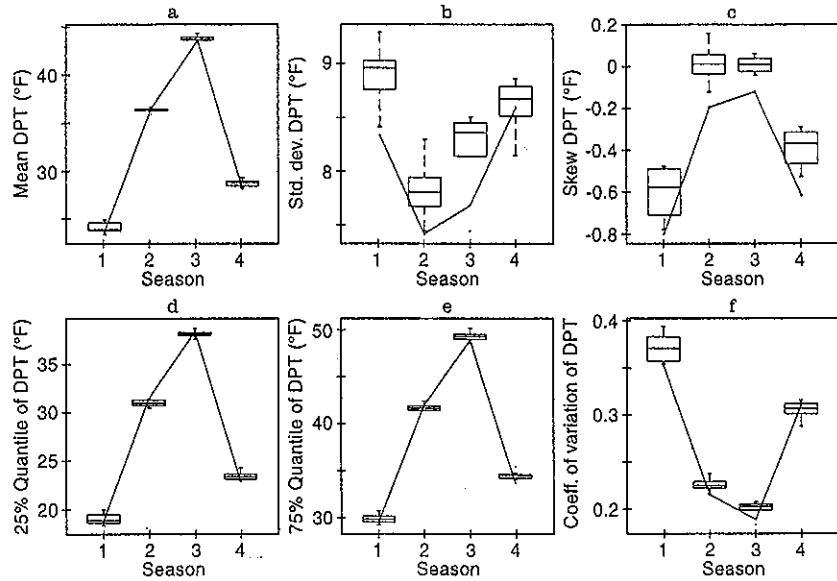 a
Mean DPT (°F)
40
30
1 2 3 4
Season
b
Std. dev. DPT (°F)
9
8
1 2 3 4
Season
c
Skew DPT (°F)
0.2
0
-0.2
-0.4
-0.6
-0.8
1 2 3 4
Season
d
25% Quantile of DPT (°F)
35
30
25
20
1 2 3 4
Season
e
75% Quantile of DPT (°F)
50
40
30
1 2 3 4
Season
f
Coeff. of variation of DPT
0.4
0.3
0.2
1 2 3 4
Season